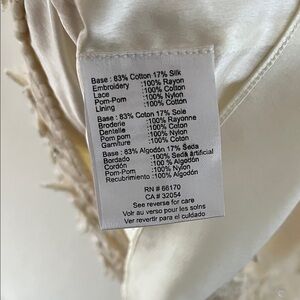 Base : 83% Cotton 17% Silk
Embroidery :100% Rayon
Lace :100% Cotton
Pom-Pom :100% Nylon
Lining :100% Cotton
Base : 83% Coton 17% Soie
Broderie :100% Rayonne
Dentelle :100% Coton
Pom pom :100% Nylon
Garniture :100% Coton
Base : 83% Algodón 17% Seda
Bordado :100% Seda Artificial
Cordón :100% Algodón
Pom-Pom :100% Nylon
Recubrimiento :100% Algodón
RN # 66170
CA # 32054
See reverse for care
Voir au verso pour les soins
Ver revertido para el cuidado